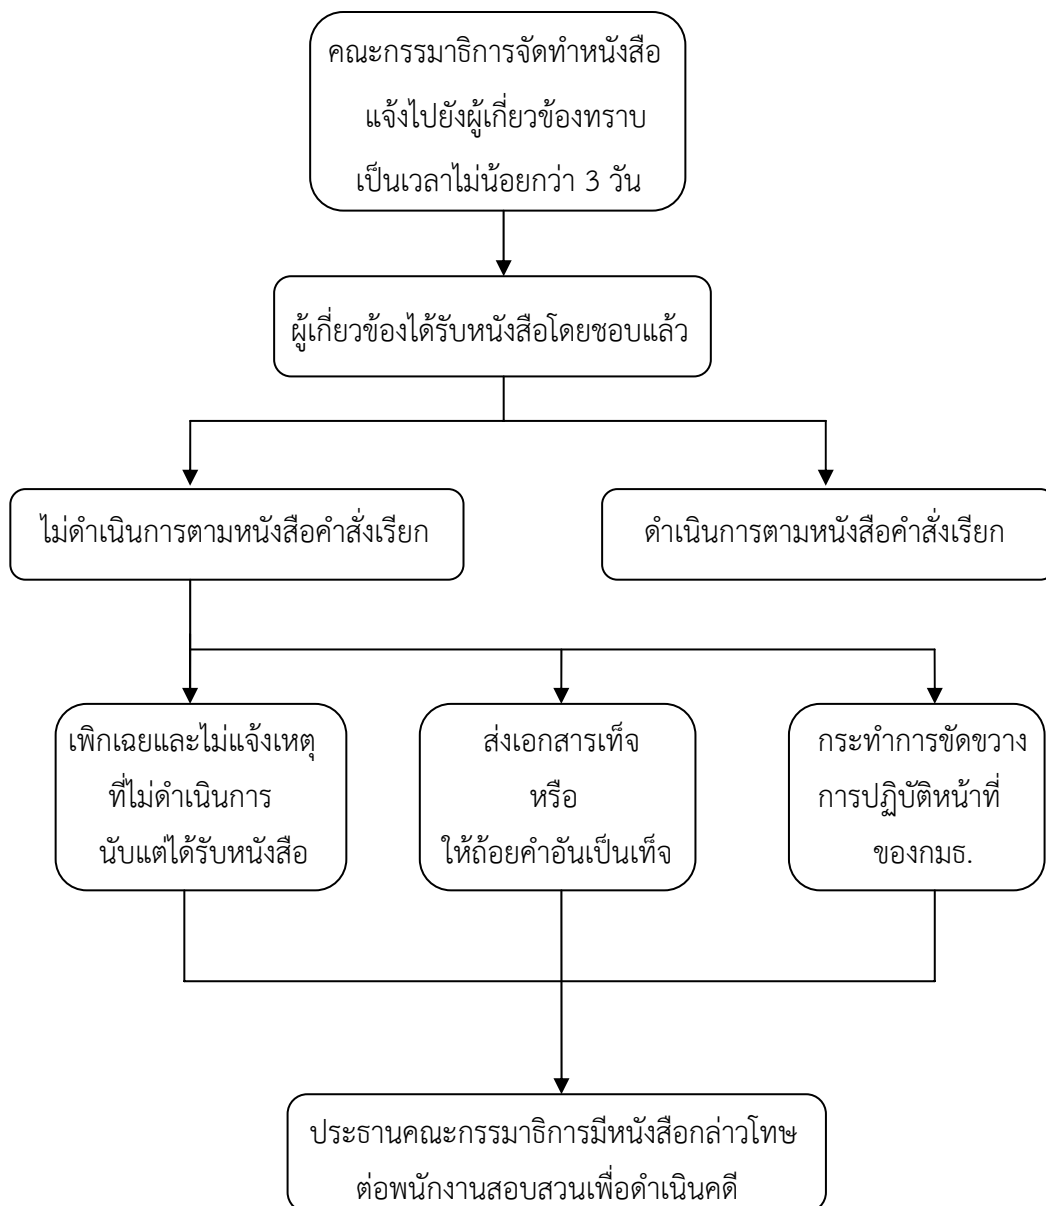 คณะกรรมาธิการจัดทำหนังสือ
แจ้งไปยังผู้เกี่ยวข้องทราบ
เป็นเวลาไม่น้อยกว่า 3 วัน
ผู้เกี่ยวข้องได้รับหนังสือโดยชอบแล้ว
ไม่ดำเนินการตามหนังสือคำสั่งเรียก
ดำเนินการตามหนังสือคำสั่งเรียก
เพิกเฉยและไม่แจ้งเหตุ
ที่ไม่ดำเนินการ
นับแต่ได้รับหนังสือ
ส่งเอกสารเท็จ
หรือ
ให้ถ้อยคำอันเป็นเท็จ
กระทำการขัดขวาง
การปฏิบัติหน้าที่
ของกมธ.
ประธานคณะกรรมาธิการมีหนังสือกล่าวโทษ
ต่อพนักงานสอบสวนเพื่อดำเนินคดี